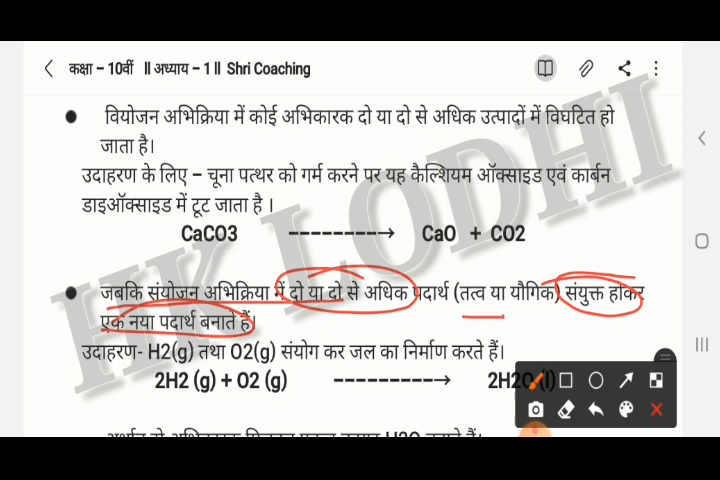 कक्षा – 10वीं ॥ अध्याय – 1 ॥ Shri Coaching
वियोजन अभिक्रिया में कोई अभिकारक दो या दो से अधिक उत्पादों में विघटित हो
जाता है।
उदाहरण के लिए – चूना पत्थर को गर्म करने पर यह कैल्शियम ऑक्साइड एवं कार्बन
डाइऑक्साइड में टूट जाता है ।
CaCO3 --------→ CaO + CO2
जबकि संयोजन अभिक्रिया में दो या दो से अधिक पदार्थ (तत्व या यौगिक) संयुक्त होकर
एक नया पदार्थ बनाते हैं।
उदाहरण- H2(g) तथा O2(g) संयोग कर जल का निर्माण करते हैं।
2H2 (g) + O2 (g) ---------→ 2H2O (l)
HK LODHI